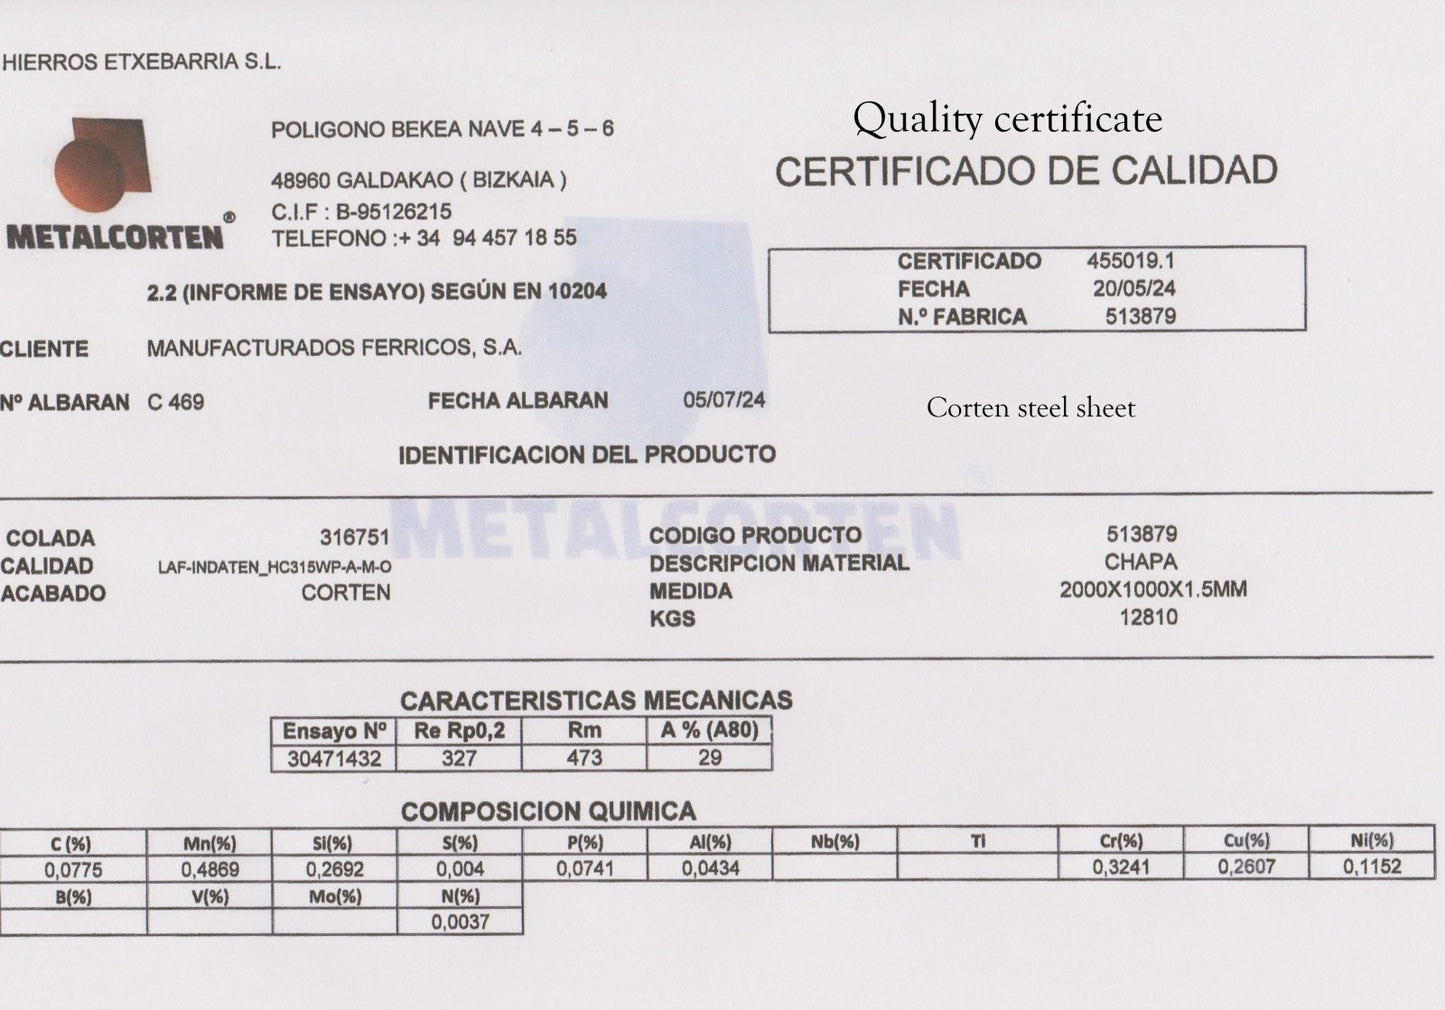 HIERROS ETXEBARRIA S.L.
METALCORTEN®
POLIGONO BEKEA NAVE 4 – 5 – 6
48960 GALDAKAO ( BIZKAIA )
C.I.F : B-95126215
TELEFONO :+ 34 94 457 18 55
Quality certificate
CERTIFICADO DE CALIDAD
CERTIFICADO 455019.1
FECHA 20/05/24
N.º FABRICA 513879
2.2 (INFORME DE ENSAYO) SEGÚN EN 10204
CLIENTE MANUFACTURADOS FERRICOS, S.A.
Nº ALBARAN C 469 FECHA ALBARAN 05/07/24
Corten steel sheet
IDENTIFICACION DEL PRODUCTO
METALCORTEN®
COLADA 316751 CODIGO PRODUCTO 513879
CALIDAD LAF-INDATEN_HC315WP-A-M-O DESCRIPCION MATERIAL CHAPA
ACABADO CORTEN MEDIDA 2000X1000X1.5MM
KGS 12810
CARACTERISTICAS MECANICAS
Ensayo Nº Re Rp0,2 Rm A % (A80)
30471432 327 473 29
COMPOSICION QUIMICA
C (%) Mn(%) SI(%) S(%) P(%) Al(%) Nb(%) Ti Cr(%) Cu(%) Ni(%)
0,0775 0,4869 0,2692 0,004 0,0741 0,0434 0,3241 0,2607 0,1152
B(%) V(%) Mo(%) N(%)
0,0037